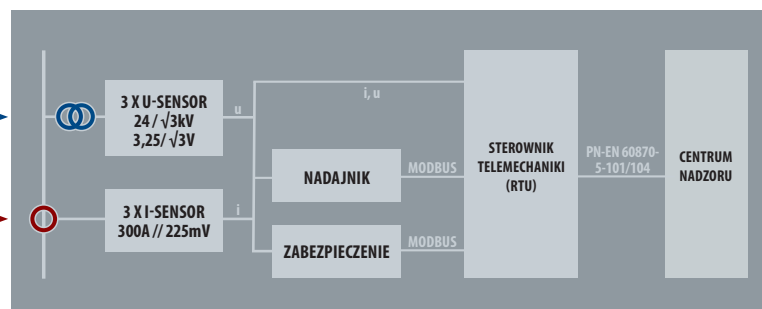 3 X U-SENSOR
24 / √3kV
3,25/ √3V
u
i, u
3 X I-SENSOR
300A // 225mV
i
NADAJNIK
MODBUS
ZABEZPIECZENIE
MODBUS
STEROWNIK
TELEMECHANIKI
(RTU)
PN-EN 60870-
5-101/104
CENTRUM
NADZORU